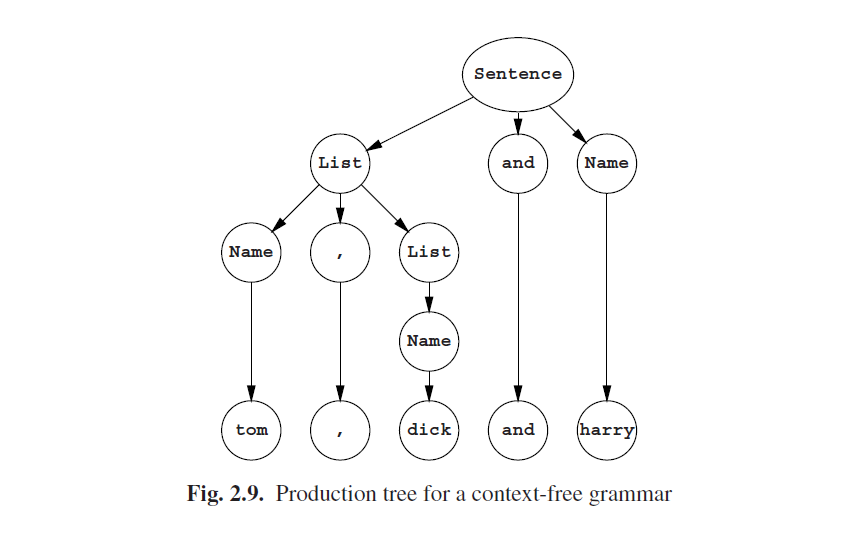 Sentence
List and Name
Name , List
Name
tom , dick and harry
Fig. 2.9. Production tree for a context-free grammar